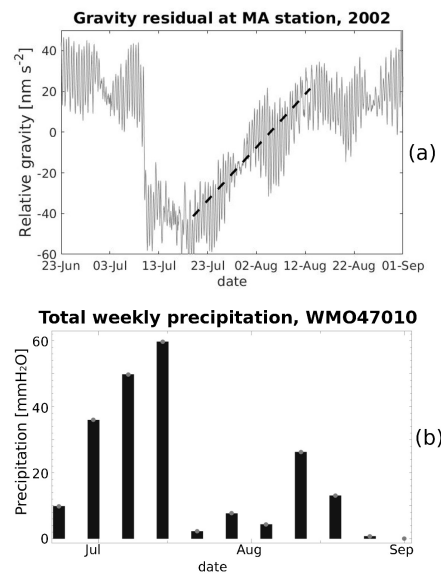 Gravity residual at MA station, 2002
Relative gravity [nm s⁻²]
40
20
0
-20
-40
-60
23-Jun 03-Jul 13-Jul 23-Jul 02-Aug 12-Aug 22-Aug 01-Sep
date
(a)
Total weekly precipitation, WMO47010
Precipitation [mmH₂O]
60
40
20
0
Jul Aug Sep
date
(b)